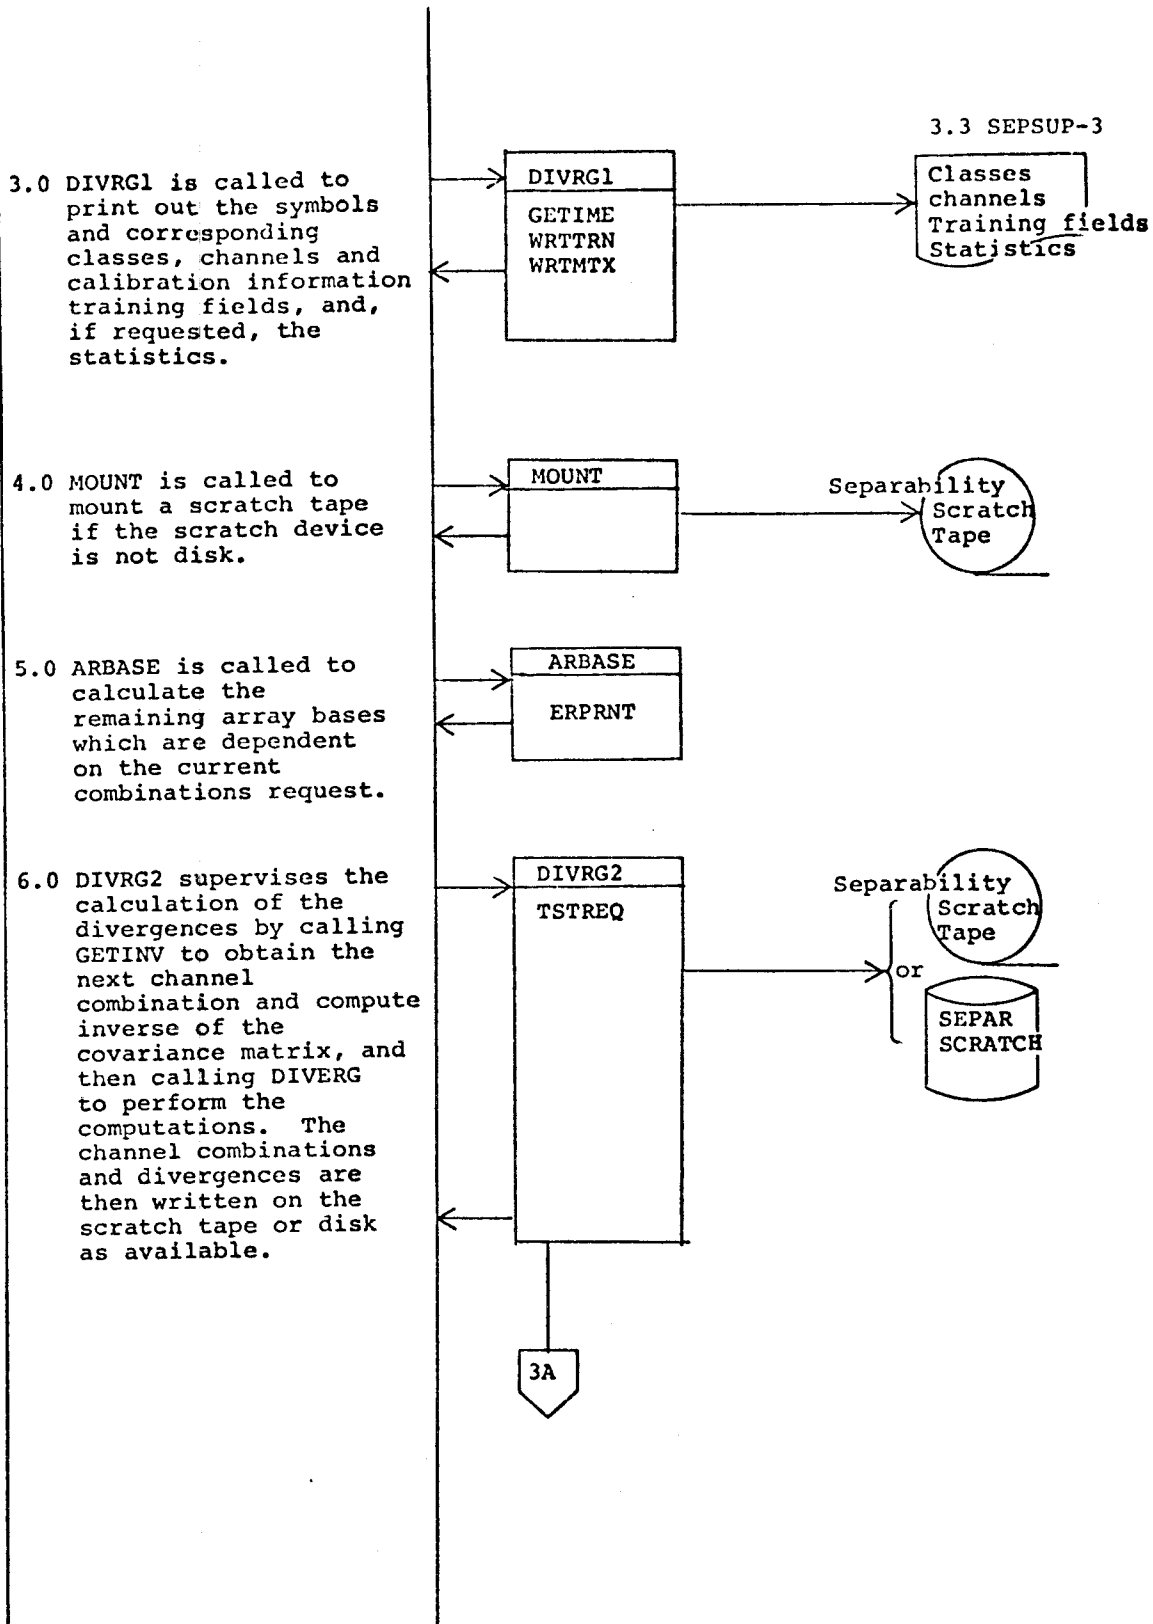 3.3 SEPSUP-3
3.0 DIVRG1 is called to
print out the symbols
and corresponding
classes, channels and
calibration information
training fields, and,
if requested, the
statistics.
DIVRG1
GETIME
WRTTRN
WRTMTX
Classes
channels
Training fields
Statistics
4.0 MOUNT is called to
mount a scratch tape
if the scratch device
is not disk.
MOUNT
Separability
Scratch
Tape
5.0 ARBASE is called to
calculate the
remaining array bases
which are dependent
on the current
combinations request.
ARBASE
ERPRNT
6.0 DIVRG2 supervises the
calculation of the
divergences by calling
GETINV to obtain the
next channel
combination and compute
inverse of the
covariance matrix, and
then calling DIVERG
to perform the
computations. The
channel combinations
and divergences are
then written on the
scratch tape or disk
as available.
DIVRG2
TSTREQ
Separability
Scratch
Tape
or
SEPAR
SCRATCH
3A